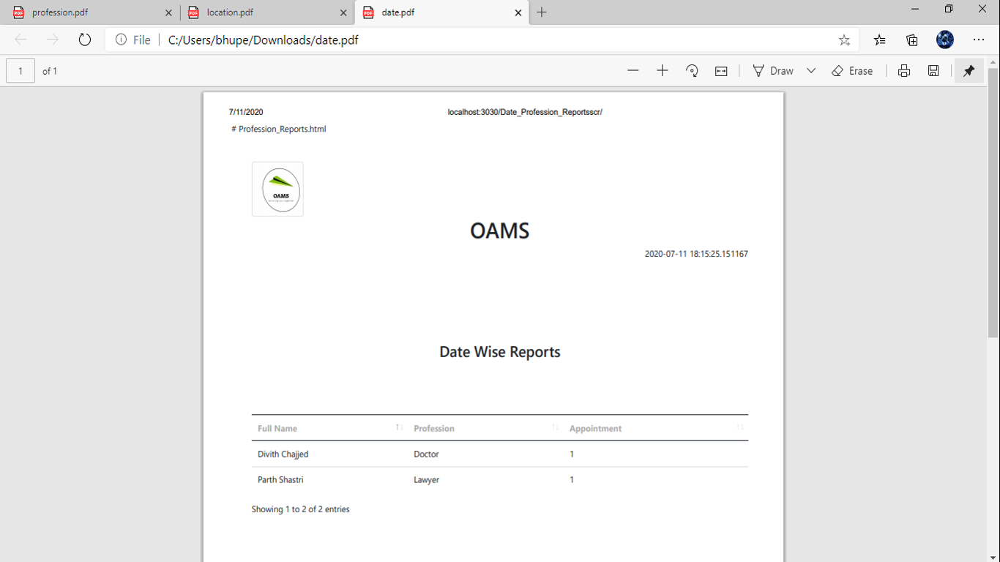 profession.pdf
location.pdf
date.pdf
File
C:/Users/bhupe/Downloads/date.pdf
1 of 1
Draw
Erase
7/11/2020
localhost:3030/Date_Profession_Reportsscr/
# Profession_Reports.html
OAMS
OAMS
2020-07-11 18:15:25.151167
Date Wise Reports
Full Name Profession Appointment
Divith Chajjed Doctor 1
Parth Shastri Lawyer 1
Showing 1 to 2 of 2 entries